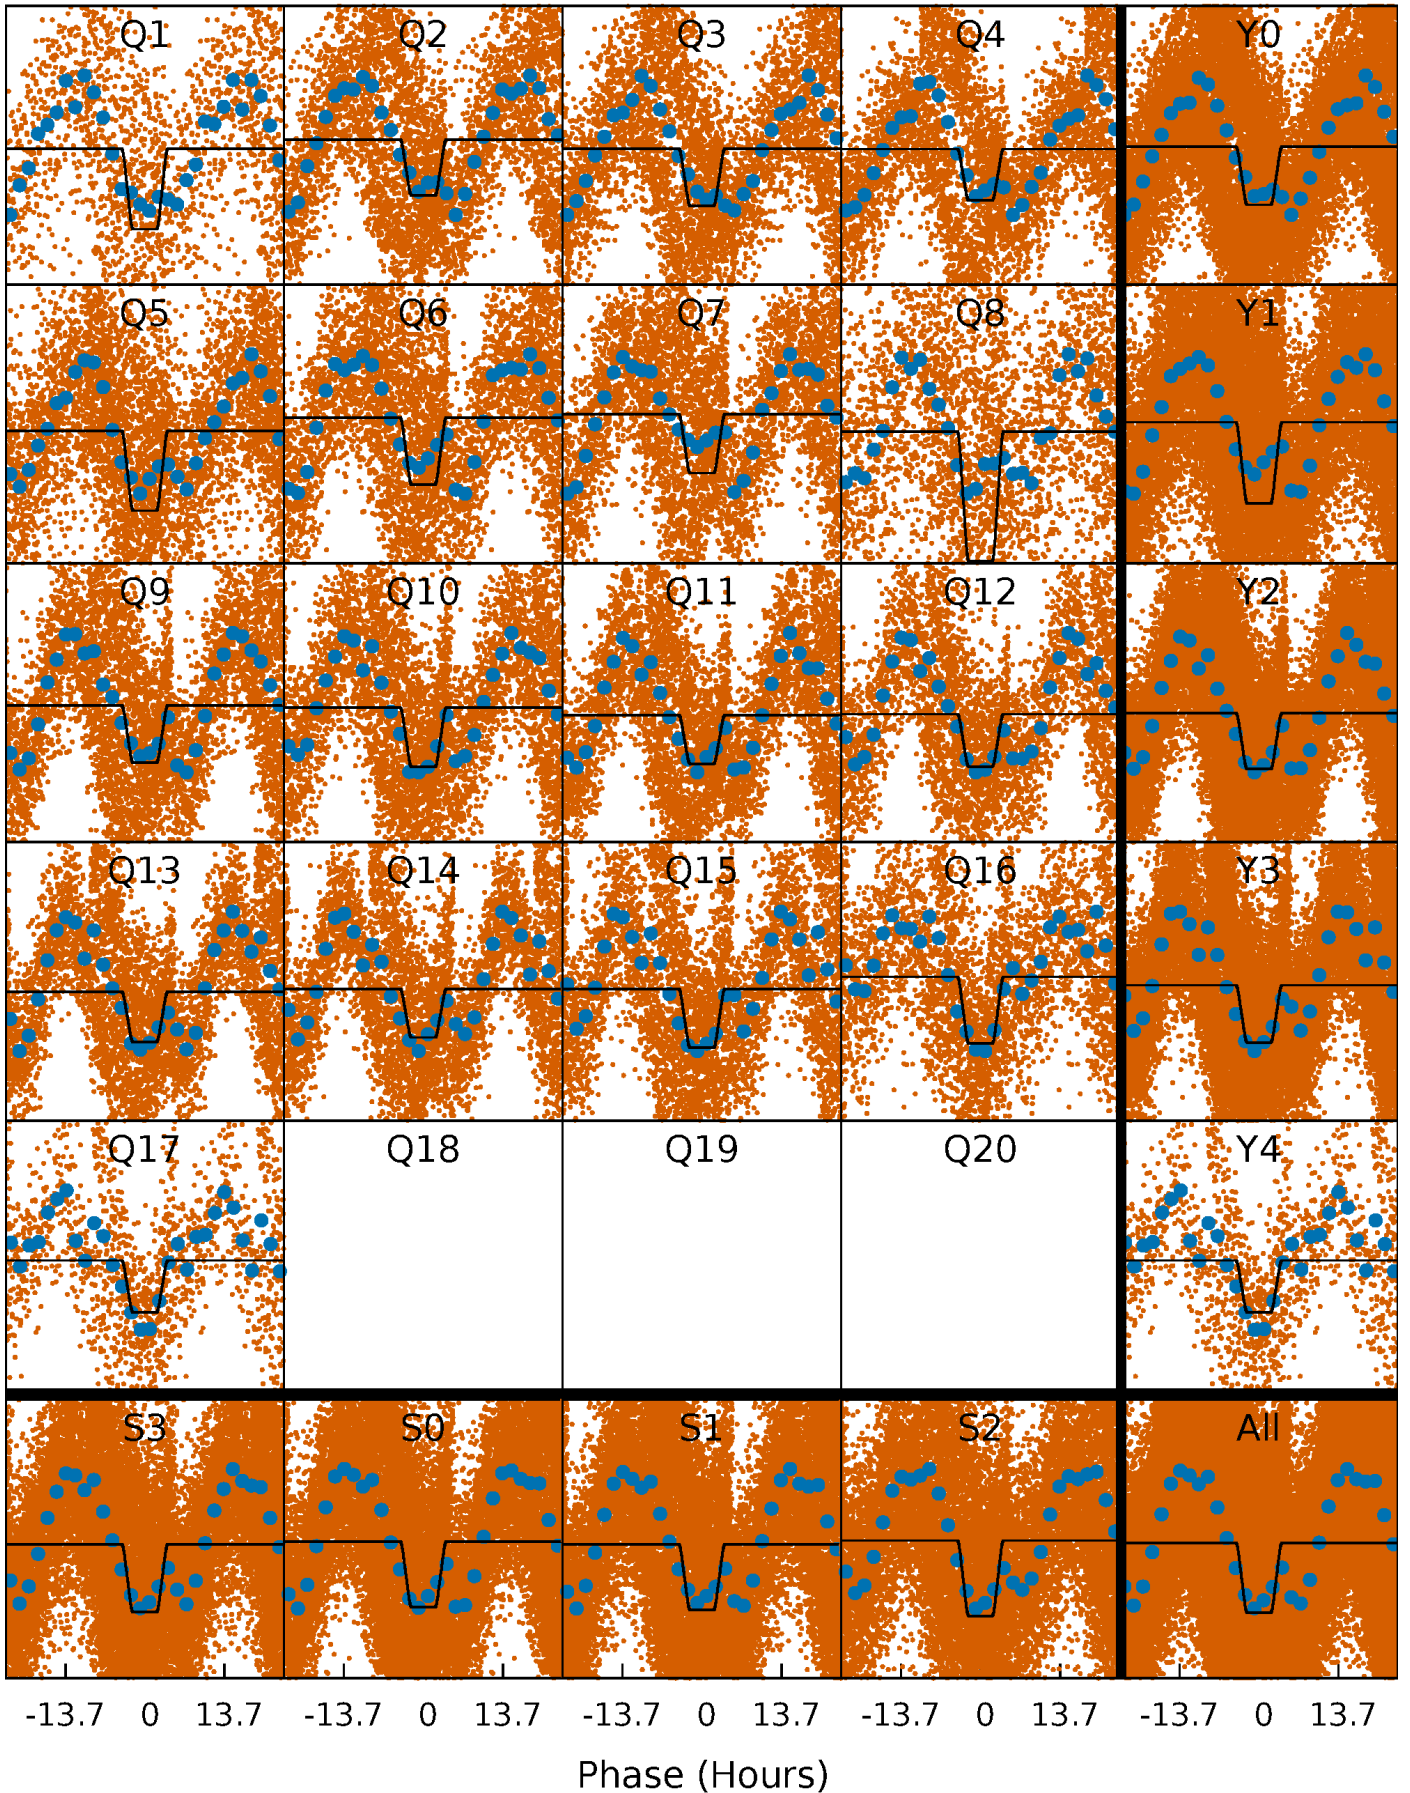 Q1 Q2 Q3 Q4 Y0
Q5 Q6 Q7 Q8 Y1
Q9 Q10 Q11 Q12 Y2
Q13 Q14 Q15 Q16 Y3
Q17 Q18 Q19 Q20 Y4
S3 S0 S1 S2 All
-13.7 0 13.7 -13.7 0 13.7 -13.7 0 13.7 -13.7 0 13.7 -13.7 0 13.7
Phase (Hours)